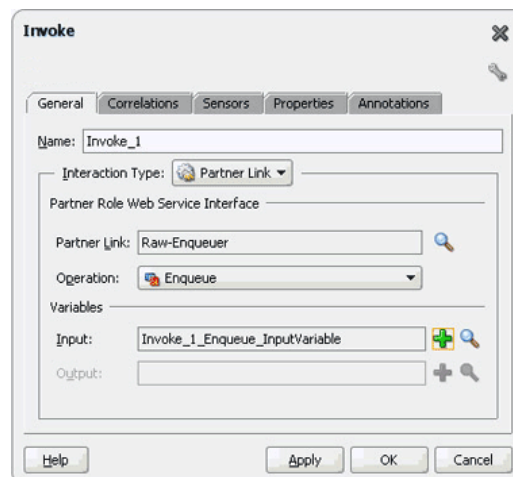 Invoke
General Correlations Sensors Properties Annotations
Name: Invoke_1
Interaction Type: Partner Link
Partner Role Web Service Interface
Partner Link: Raw-Enqueuer
Operation: Enqueue
Variables
Input: Invoke_1_Enqueue_InputVariable
Output:
Help Apply OK Cancel